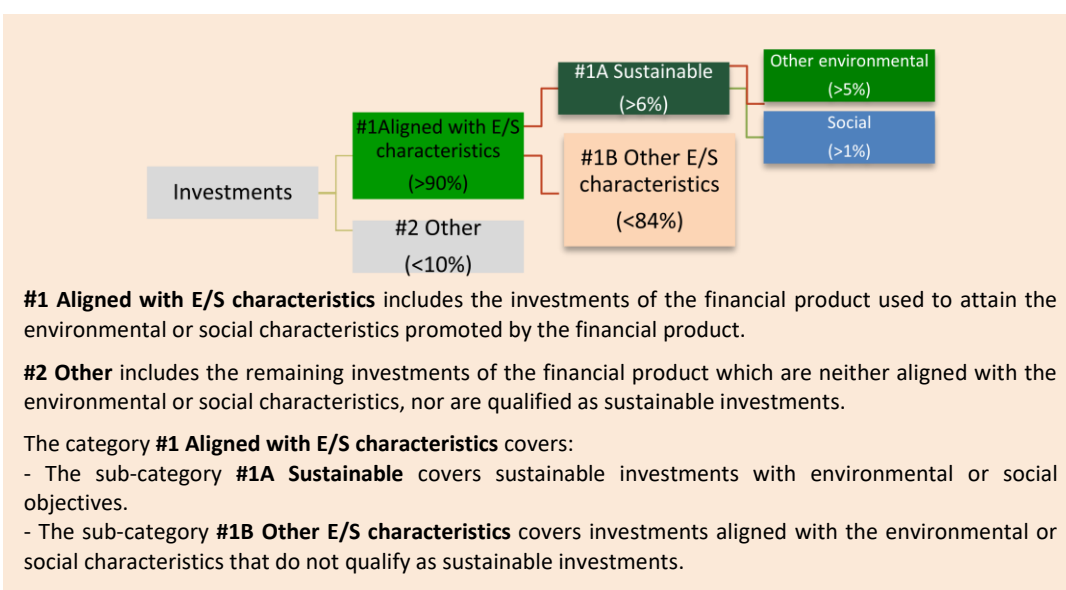 Investments
#1Aligned with E/S
characteristics
(>90%)
#2 Other
(<10%)
#1A Sustainable
(>6%)
#1B Other E/S
characteristics
(<84%)
Other environmental
(>5%)
Social
(>1%)
#1 Aligned with E/S characteristics includes the investments of the financial product used to attain the
environmental or social characteristics promoted by the financial product.
#2 Other includes the remaining investments of the financial product which are neither aligned with the
environmental or social characteristics, nor are qualified as sustainable investments.
The category #1 Aligned with E/S characteristics covers:
- The sub-category #1A Sustainable covers sustainable investments with environmental or social
objectives.
- The sub-category #1B Other E/S characteristics covers investments aligned with the environmental or
social characteristics that do not qualify as sustainable investments.